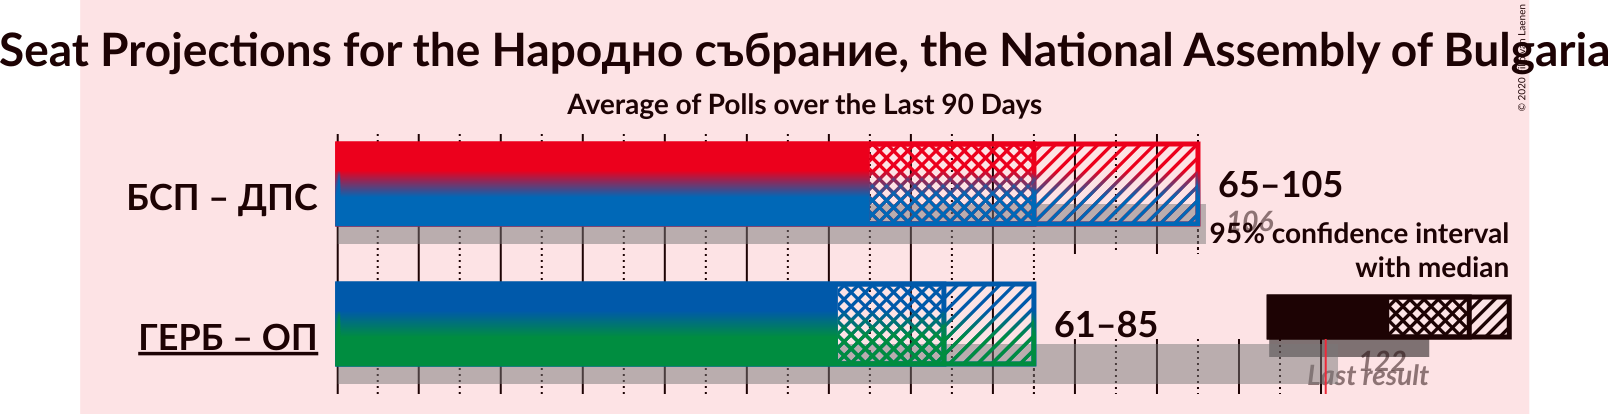 Seat Projections for the Народно събрание, the National Assembly of Bulgaria
Average of Polls over the Last 90 Days
БСП – ДПС
65–105
106
95% confidence interval
with median
ГЕРБ – ОП
61–85
122
Last result